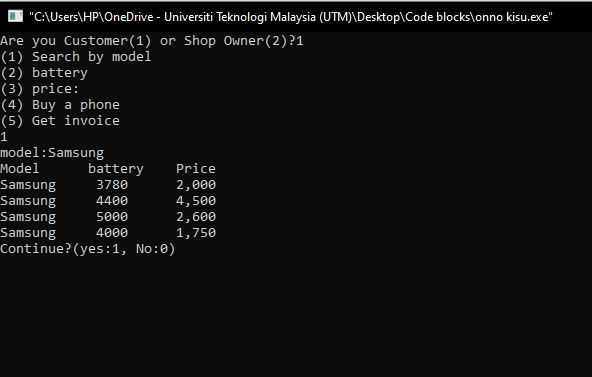 "C:\Users\HP\OneDrive - Universiti Teknologi Malaysia (UTM)\Desktop\Code blocks\onno kisu.exe"
Are you Customer(1) or Shop Owner(2)?1
(1) Search by model
(2) battery
(3) price:
(4) Buy a phone
(5) Get invoice
1
model:Samsung
Model      battery    Price
Samsung     3780      2,000
Samsung     4400      4,500
Samsung     5000      2,600
Samsung     4000      1,750
Continue?(yes:1, No:0)